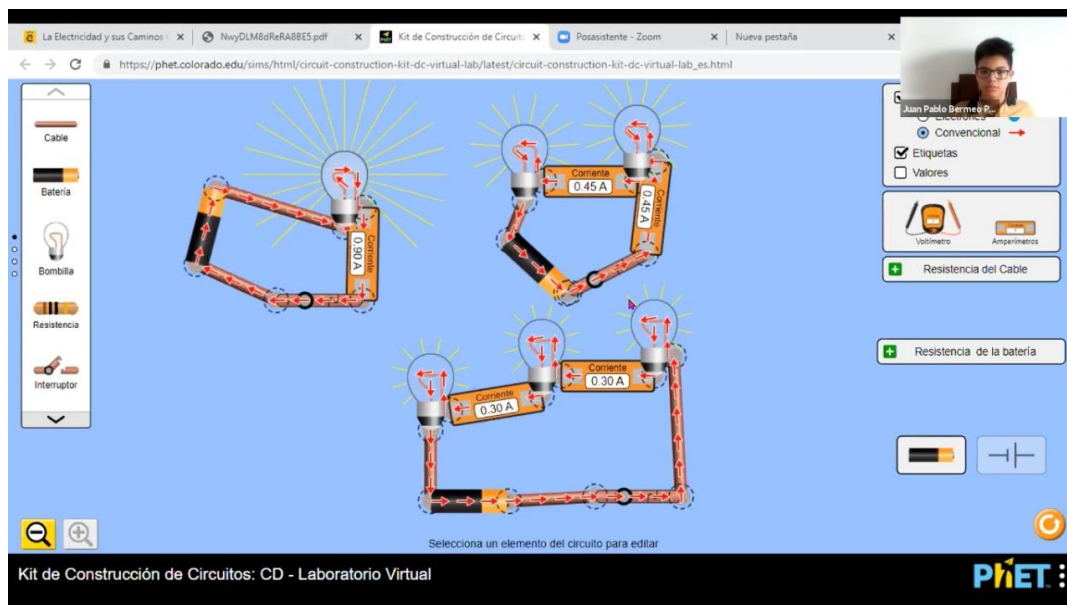 La Electricidad y sus Caminos
NwyDLM8dReRA8BE5.pdf
Kit de Construcción de Circuit
Posasistente - Zoom
Nueva pestaña
https://phet.colorado.edu/sims/html/circuit-construction-kit-dc-virtual-lab/latest/circuit-construction-kit-dc-virtual-lab_es.html
Juan Pablo Bermeo P...
Electrones
Convencional
Etiquetas
Valores
Voltímetro
Amperímetros
Resistencia del Cable
Resistencia de la batería
Cable
Batería
Bombilla
Resistencia
Interruptor
Corriente
0.90 A
Corriente
0.45 A
Corriente
0.45 A
Corriente
0.30 A
Corriente
0.30 A
Selecciona un elemento del circuito para editar
Kit de Construcción de Circuitos: CD - Laboratorio Virtual
PhET